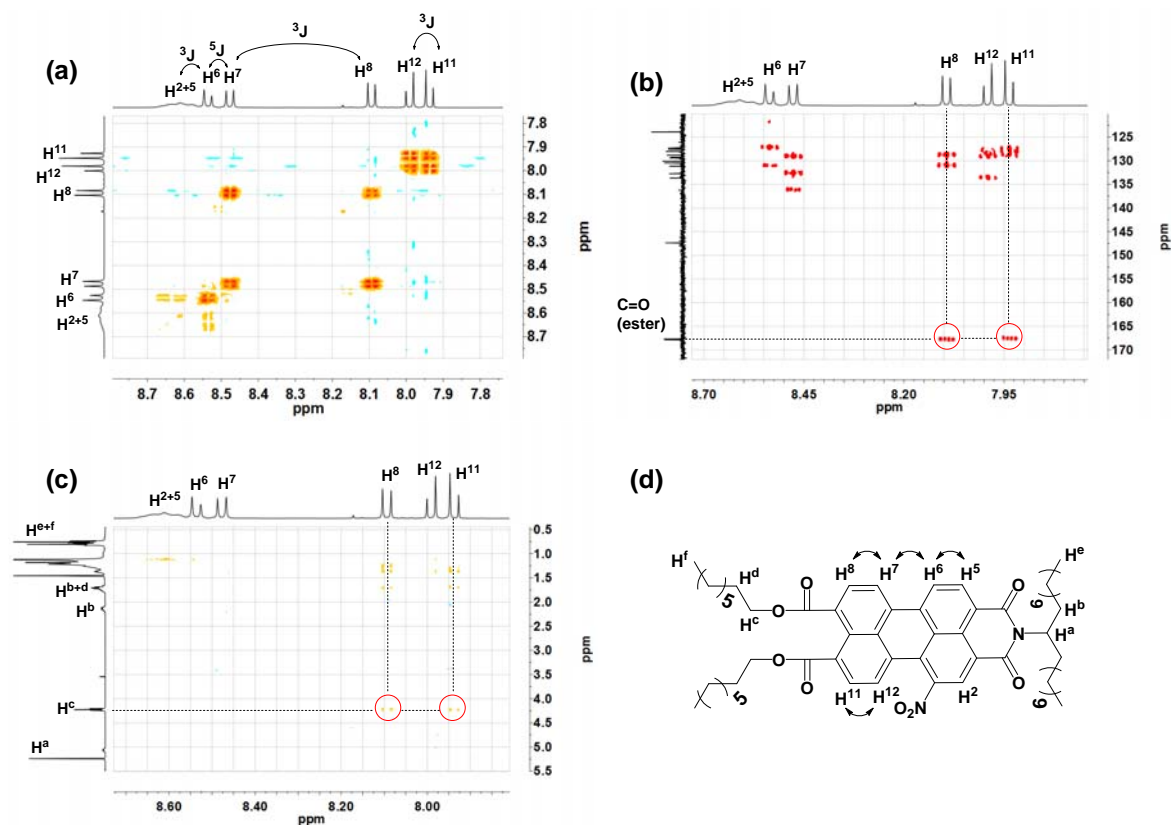 (a)
³J
⁵J
³J
³J
H²⁺⁵ H⁶ H⁷ H⁸ H¹² H¹¹
H¹¹
H¹²
H⁸
H⁷
H⁶
H²⁺⁵
7.8
7.9
8.0
8.1
8.2
8.3
8.4
8.5
8.6
8.7
ppm
8.7 8.6 8.5 8.4 8.3 8.2 8.1 8.0 7.9 7.8
ppm
(b)
H²⁺⁵ H⁶ H⁷ H⁸ H¹² H¹¹
125
130
135
140
145
150
155
160
165
170
ppm
C=O
(ester)
8.70 8.45 8.20 7.95
ppm
(c)
H²⁺⁵ H⁶ H⁷ H⁸ H¹² H¹¹
Hᵉ⁺ᶠ
Hᵇ⁺ᵈ
Hᵇ
Hᶜ
Hᵃ
0.5
1.0
1.5
2.0
2.5
3.0
3.5
4.0
4.5
5.0
5.5
ppm
8.60 8.40 8.20 8.00
ppm
(d)
Hᶠ Hᵈ H⁸ H⁷ H⁶ H⁵ Hᵉ
5 O O O 6
Hᶜ Hᵇ
N Hᵃ
5 O O O 6
H¹¹ H¹² O₂N H²